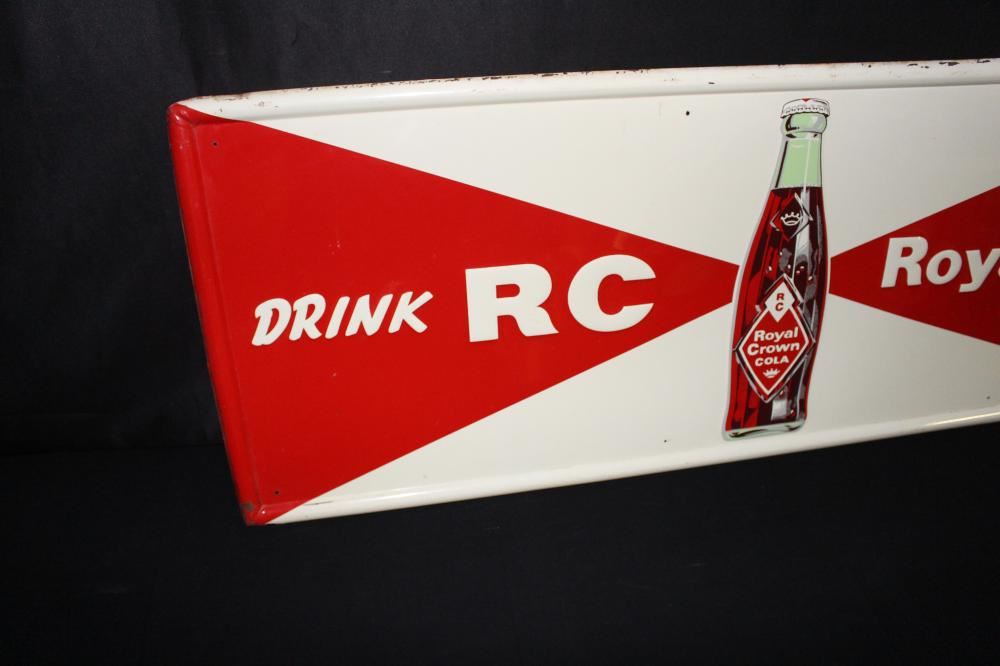 DRINK RC
RC
Royal
Crown
COLA
Roy